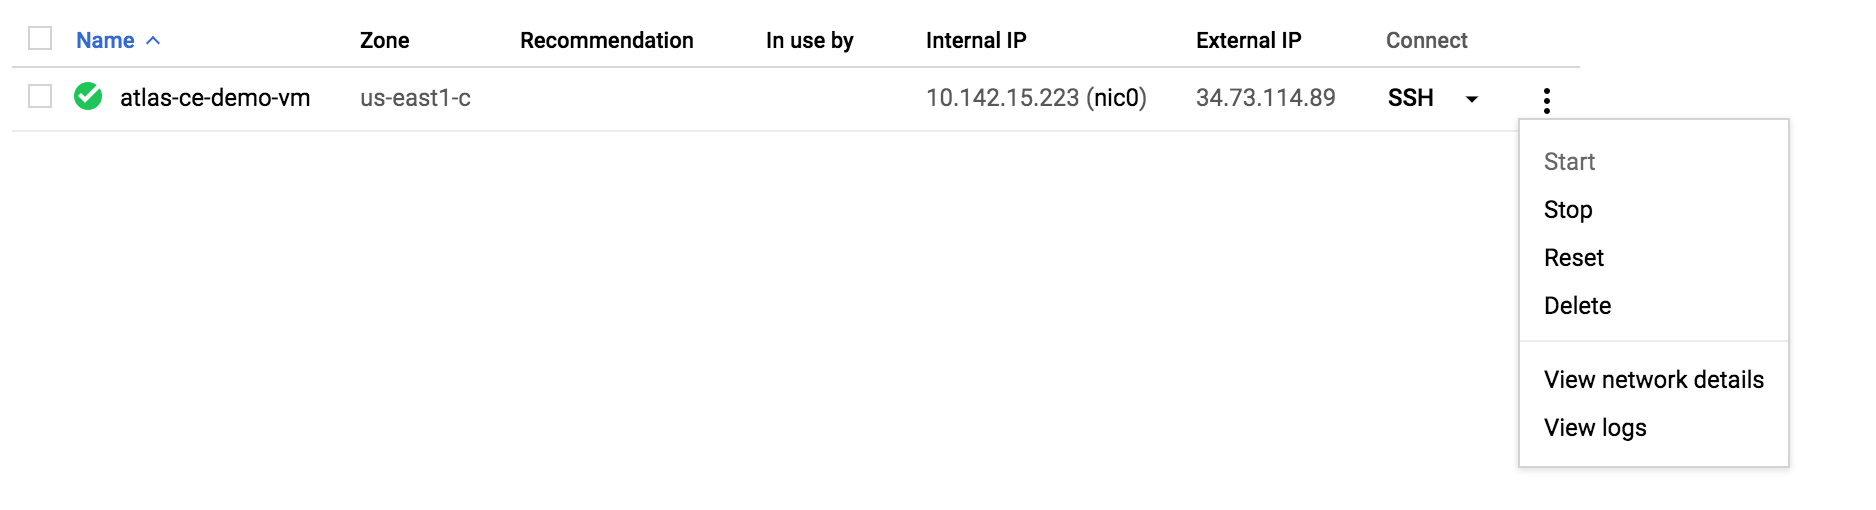 Name Zone Recommendation In use by Internal IP External IP Connect
atlas-ce-demo-vm us-east1-c 10.142.15.223 (nic0) 34.73.114.89 SSH
Start
Stop
Reset
Delete
View network details
View logs